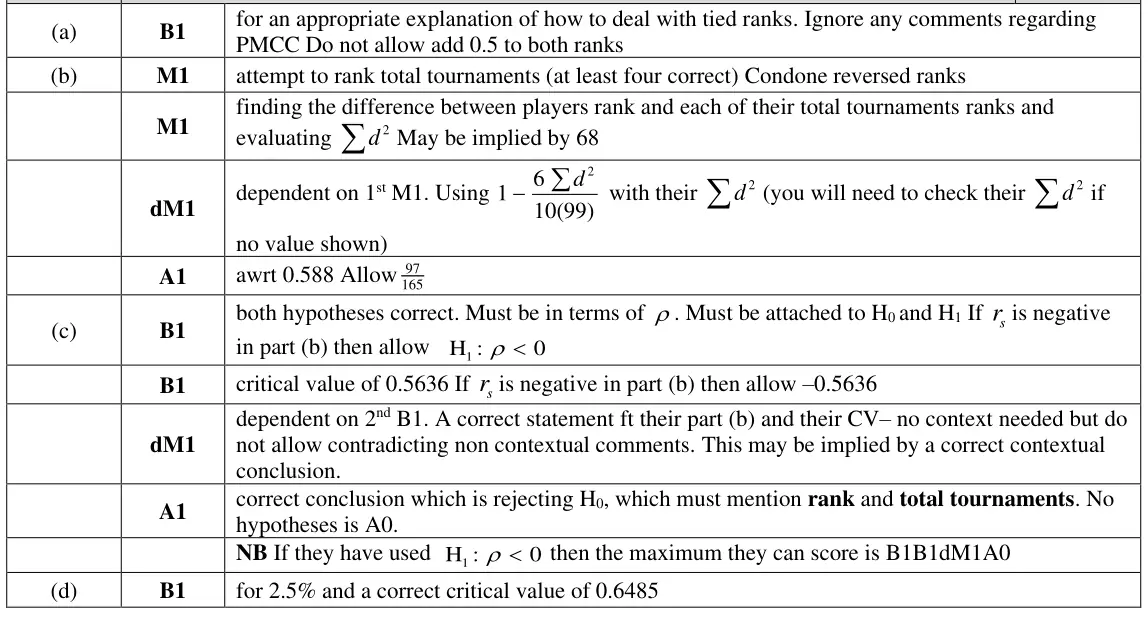 (a) B1 for an appropriate explanation of how to deal with tied ranks. Ignore any comments regarding
PMCC Do not allow add 0.5 to both ranks
(b) M1 attempt to rank total tournaments (at least four correct) Condone reversed ranks
M1 finding the difference between players rank and each of their total tournaments ranks and
evaluating ∑d² May be implied by 68
dM1 dependent on 1st M1. Using 1 − 6∑d² / 10(99) with their ∑d² (you will need to check their ∑d² if
no value shown)
A1 awrt 0.588 Allow 97/165
(c) B1 both hypotheses correct. Must be in terms of ρ . Must be attached to H₀ and H₁ If rₛ is negative
in part (b) then allow H₁ : ρ < 0
B1 critical value of 0.5636 If rₛ is negative in part (b) then allow –0.5636
dM1 dependent on 2nd B1. A correct statement ft their part (b) and their CV– no context needed but do
not allow contradicting non contextual comments. This may be implied by a correct contextual
conclusion.
A1 correct conclusion which is rejecting H₀, which must mention rank and total tournaments. No
hypotheses is A0.
NB If they have used H₁ : ρ < 0 then the maximum they can score is B1B1dM1A0
(d) B1 for 2.5% and a correct critical value of 0.6485